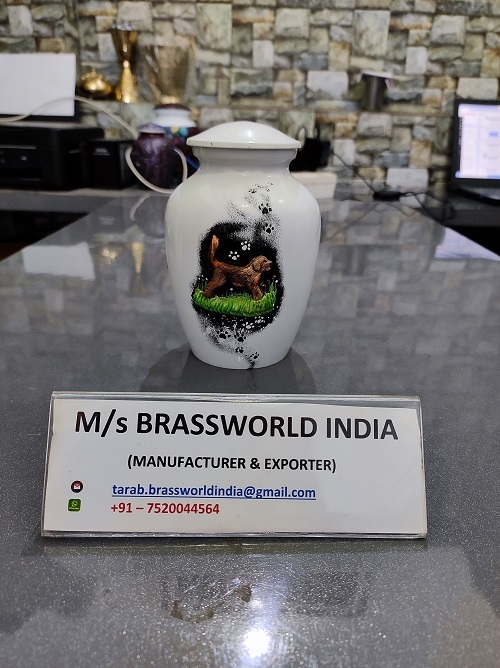 M/s BRASSWORLD INDIA
(MANUFACTURER & EXPORTER)
tarab.brassworldindia@gmail.com
+91 – 7520044564